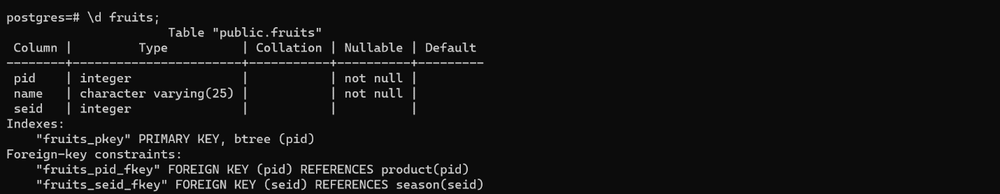 postgres=# \d fruits;
                      Table "public.fruits"
 Column |         Type          | Collation | Nullable | Default
--------+-----------------------+-----------+----------+---------
 pid    | integer               |           | not null |
 name   | character varying(25) |           | not null |
 seid   | integer               |           |          |
Indexes:
    "fruits_pkey" PRIMARY KEY, btree (pid)
Foreign-key constraints:
    "fruits_pid_fkey" FOREIGN KEY (pid) REFERENCES product(pid)
    "fruits_seid_fkey" FOREIGN KEY (seid) REFERENCES season(seid)